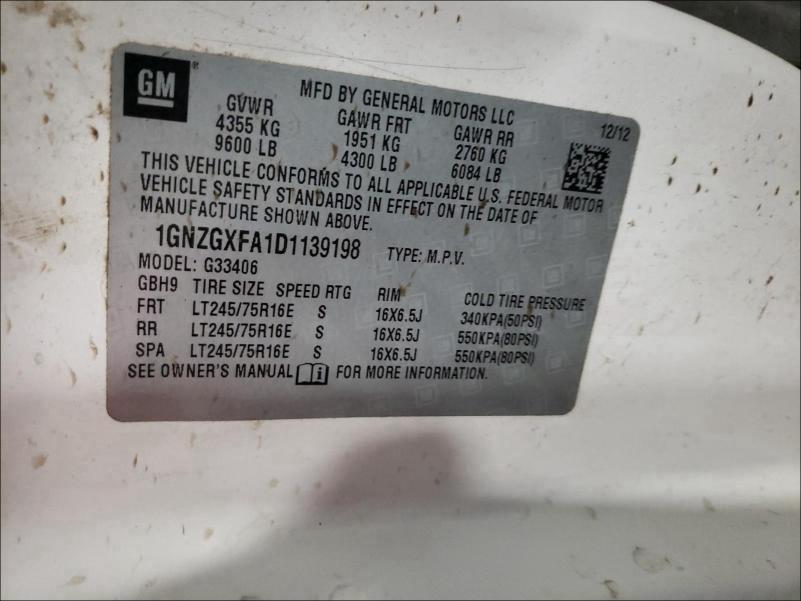 GM®
MFD BY GENERAL MOTORS LLC
12/12
GVWR GAWR FRT GAWR RR
4355 KG 1951 KG 2760 KG
9600 LB 4300 LB 6084 LB
THIS VEHICLE CONFORMS TO ALL APPLICABLE U.S. FEDERAL MOTOR
VEHICLE SAFETY STANDARDS IN EFFECT ON THE DATE OF
MANUFACTURE SHOWN ABOVE.
1GNZGXFA1D1139198 TYPE: M.P.V.
MODEL: G33406
GBH9 TIRE SIZE SPEED RTG RIM COLD TIRE PRESSURE
FRT LT245/75R16E S 16X6.5J 340KPA(50PSI)
RR LT245/75R16E S 16X6.5J 550KPA(80PSI)
SPA LT245/75R16E S 16X6.5J 550KPA(80PSI)
SEE OWNER'S MANUAL i FOR MORE INFORMATION.